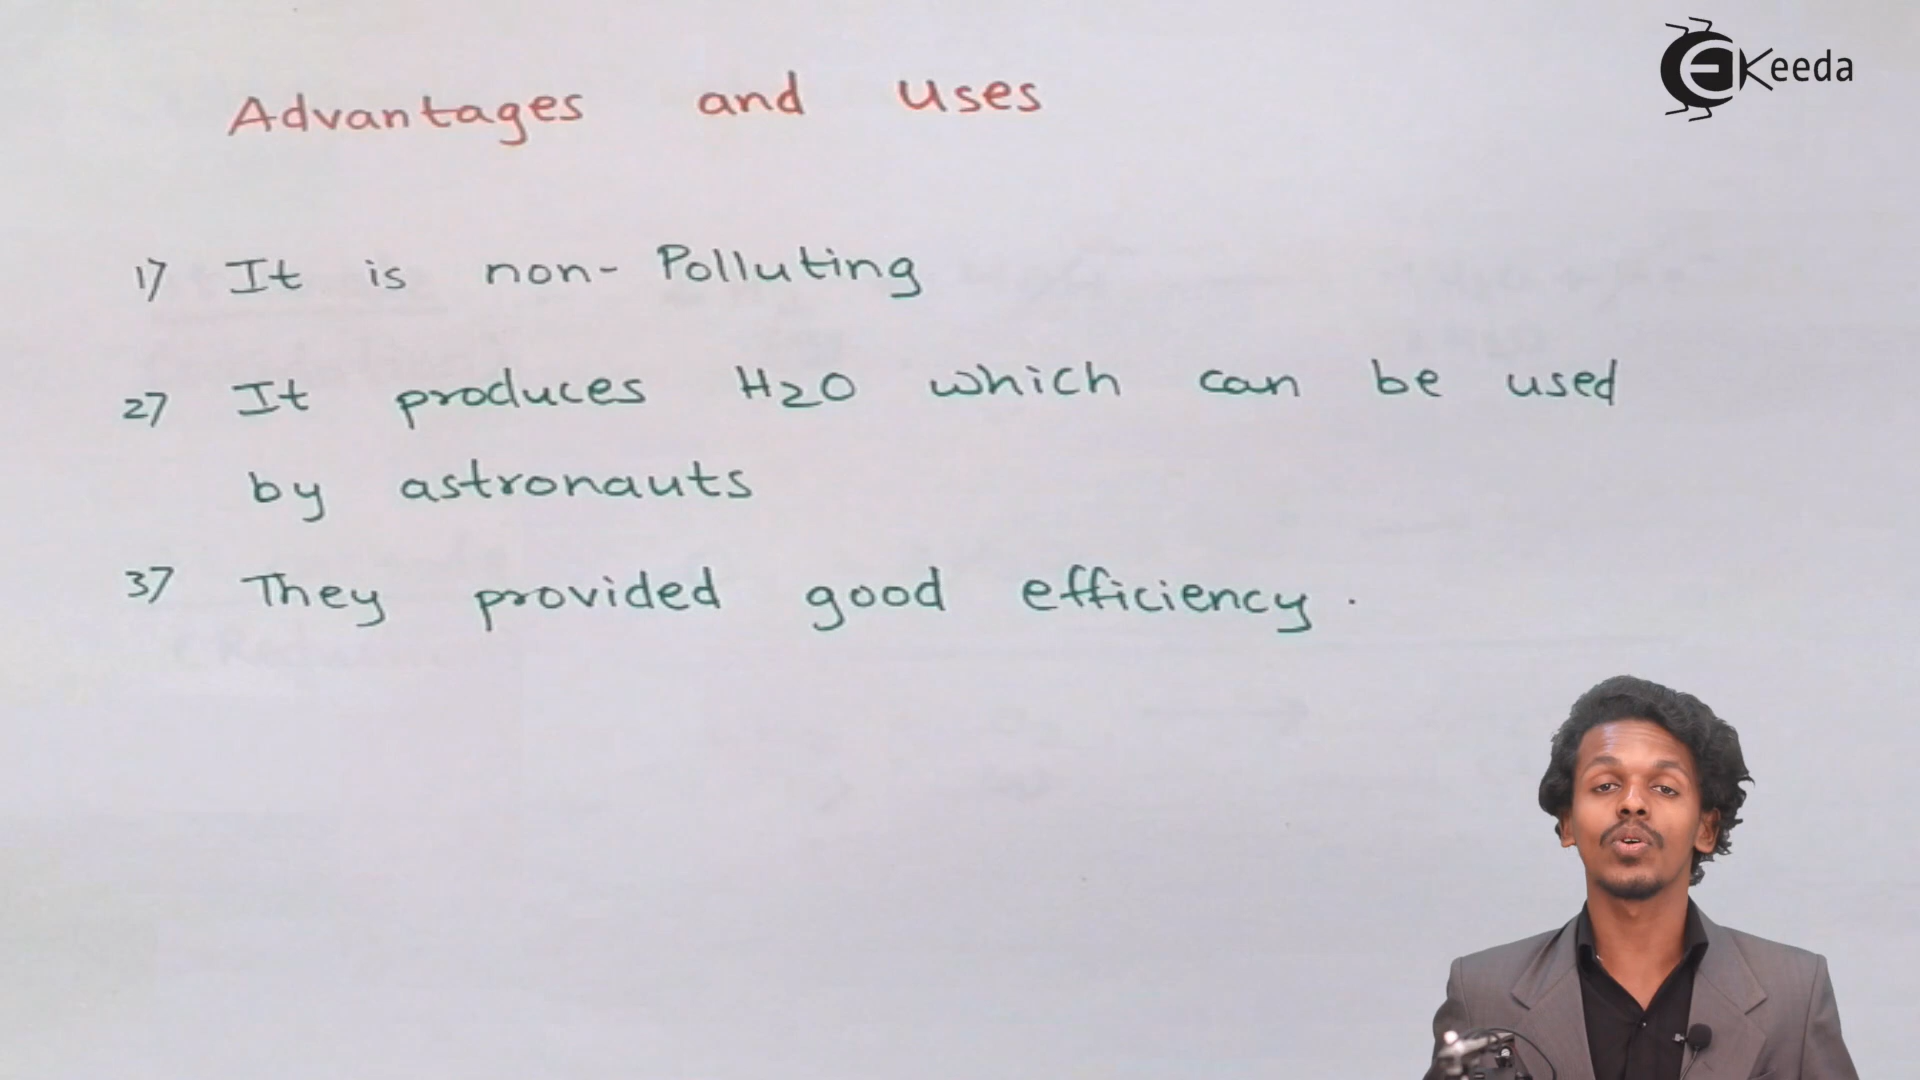 EKeeda
Advantages and Uses
1) It is non-Polluting
2) It produces H2O which can be used
by astronauts
3) They provided good efficiency.